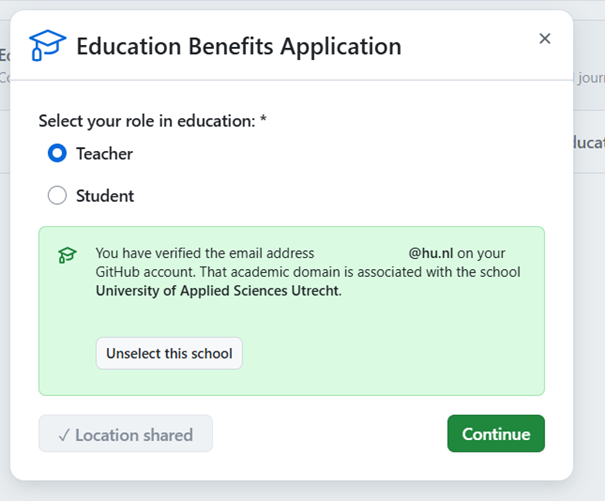 Education Benefits Application
Select your role in education: *
Teacher
Student
You have verified the email address @hu.nl on your
GitHub account. That academic domain is associated with the school
University of Applied Sciences Utrecht.
Unselect this school
✓ Location shared
Continue